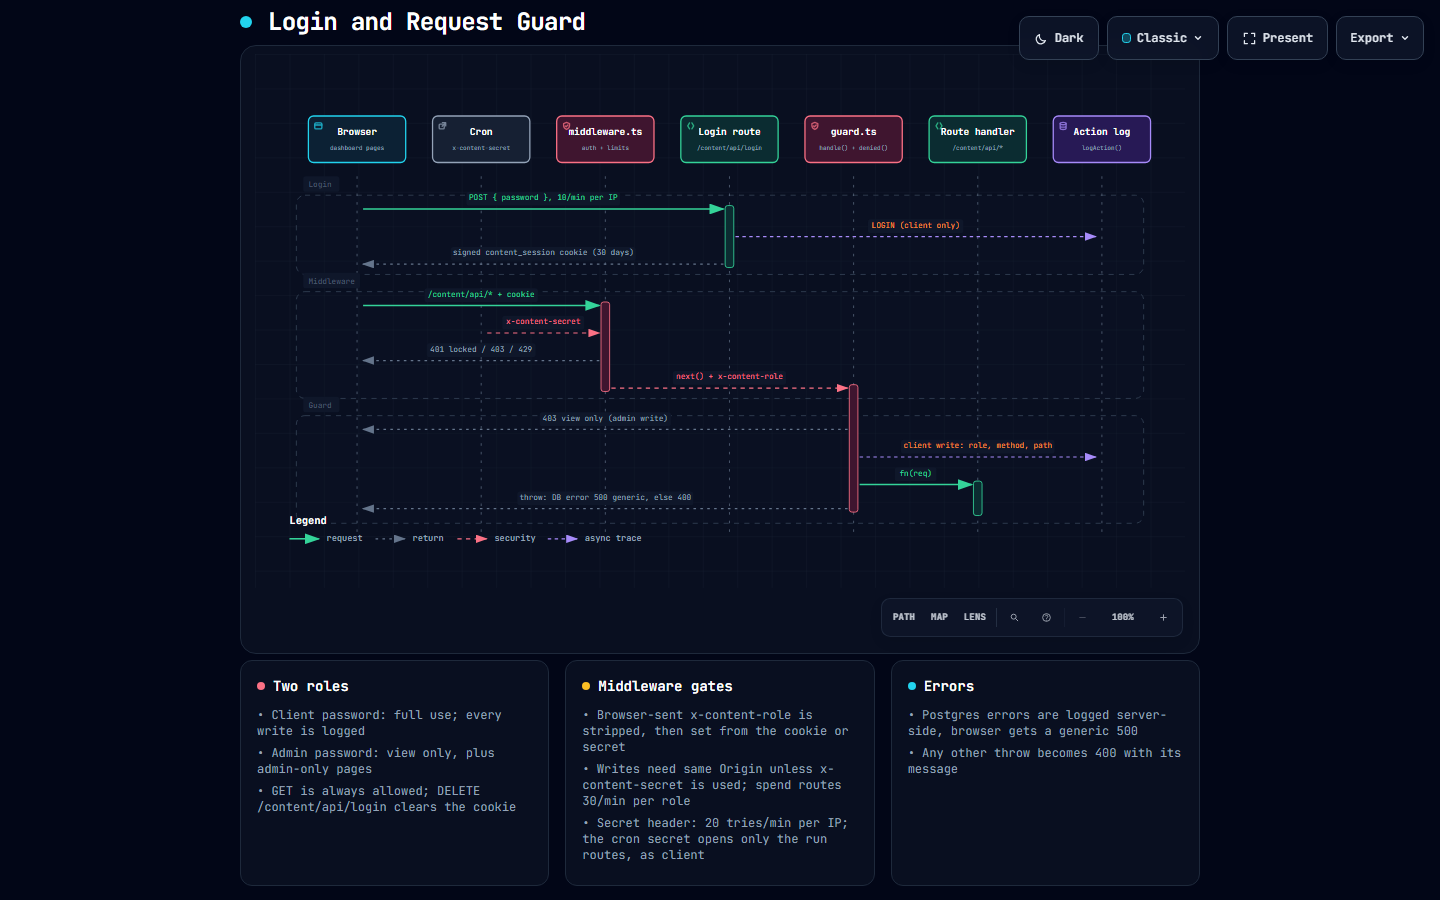 Login and Request Guard
Dark
Classic
Present
Export
Browser
dashboard pages
Cron
x-content-secret
middleware.ts
auth + limits
Login route
/content/api/login
guard.ts
handle() + denied()
Route handler
/content/api/*
Action log
logAction()
Login
POST { password }, 10/min per IP
LOGIN (client only)
signed content_session cookie (30 days)
Middleware
/content/api/* + cookie
x-content-secret
401 locked / 403 / 429
next() + x-content-role
Guard
403 view only (admin write)
client write: role, method, path
fn(req)
throw: DB error 500 generic, else 400
Legend
request
return
security
async trace
PATH
MAP
LENS
100%
Two roles
• Client password: full use; every
write is logged
• Admin password: view only, plus
admin-only pages
• GET is always allowed; DELETE
/content/api/login clears the cookie
Middleware gates
• Browser-sent x-content-role is
stripped, then set from the cookie or
secret
• Writes need same Origin unless x-
content-secret is used; spend routes
30/min per role
• Secret header: 20 tries/min per IP;
the cron secret opens only the run
routes, as client
Errors
• Postgres errors are logged server-
side, browser gets a generic 500
• Any other throw becomes 400 with its
message